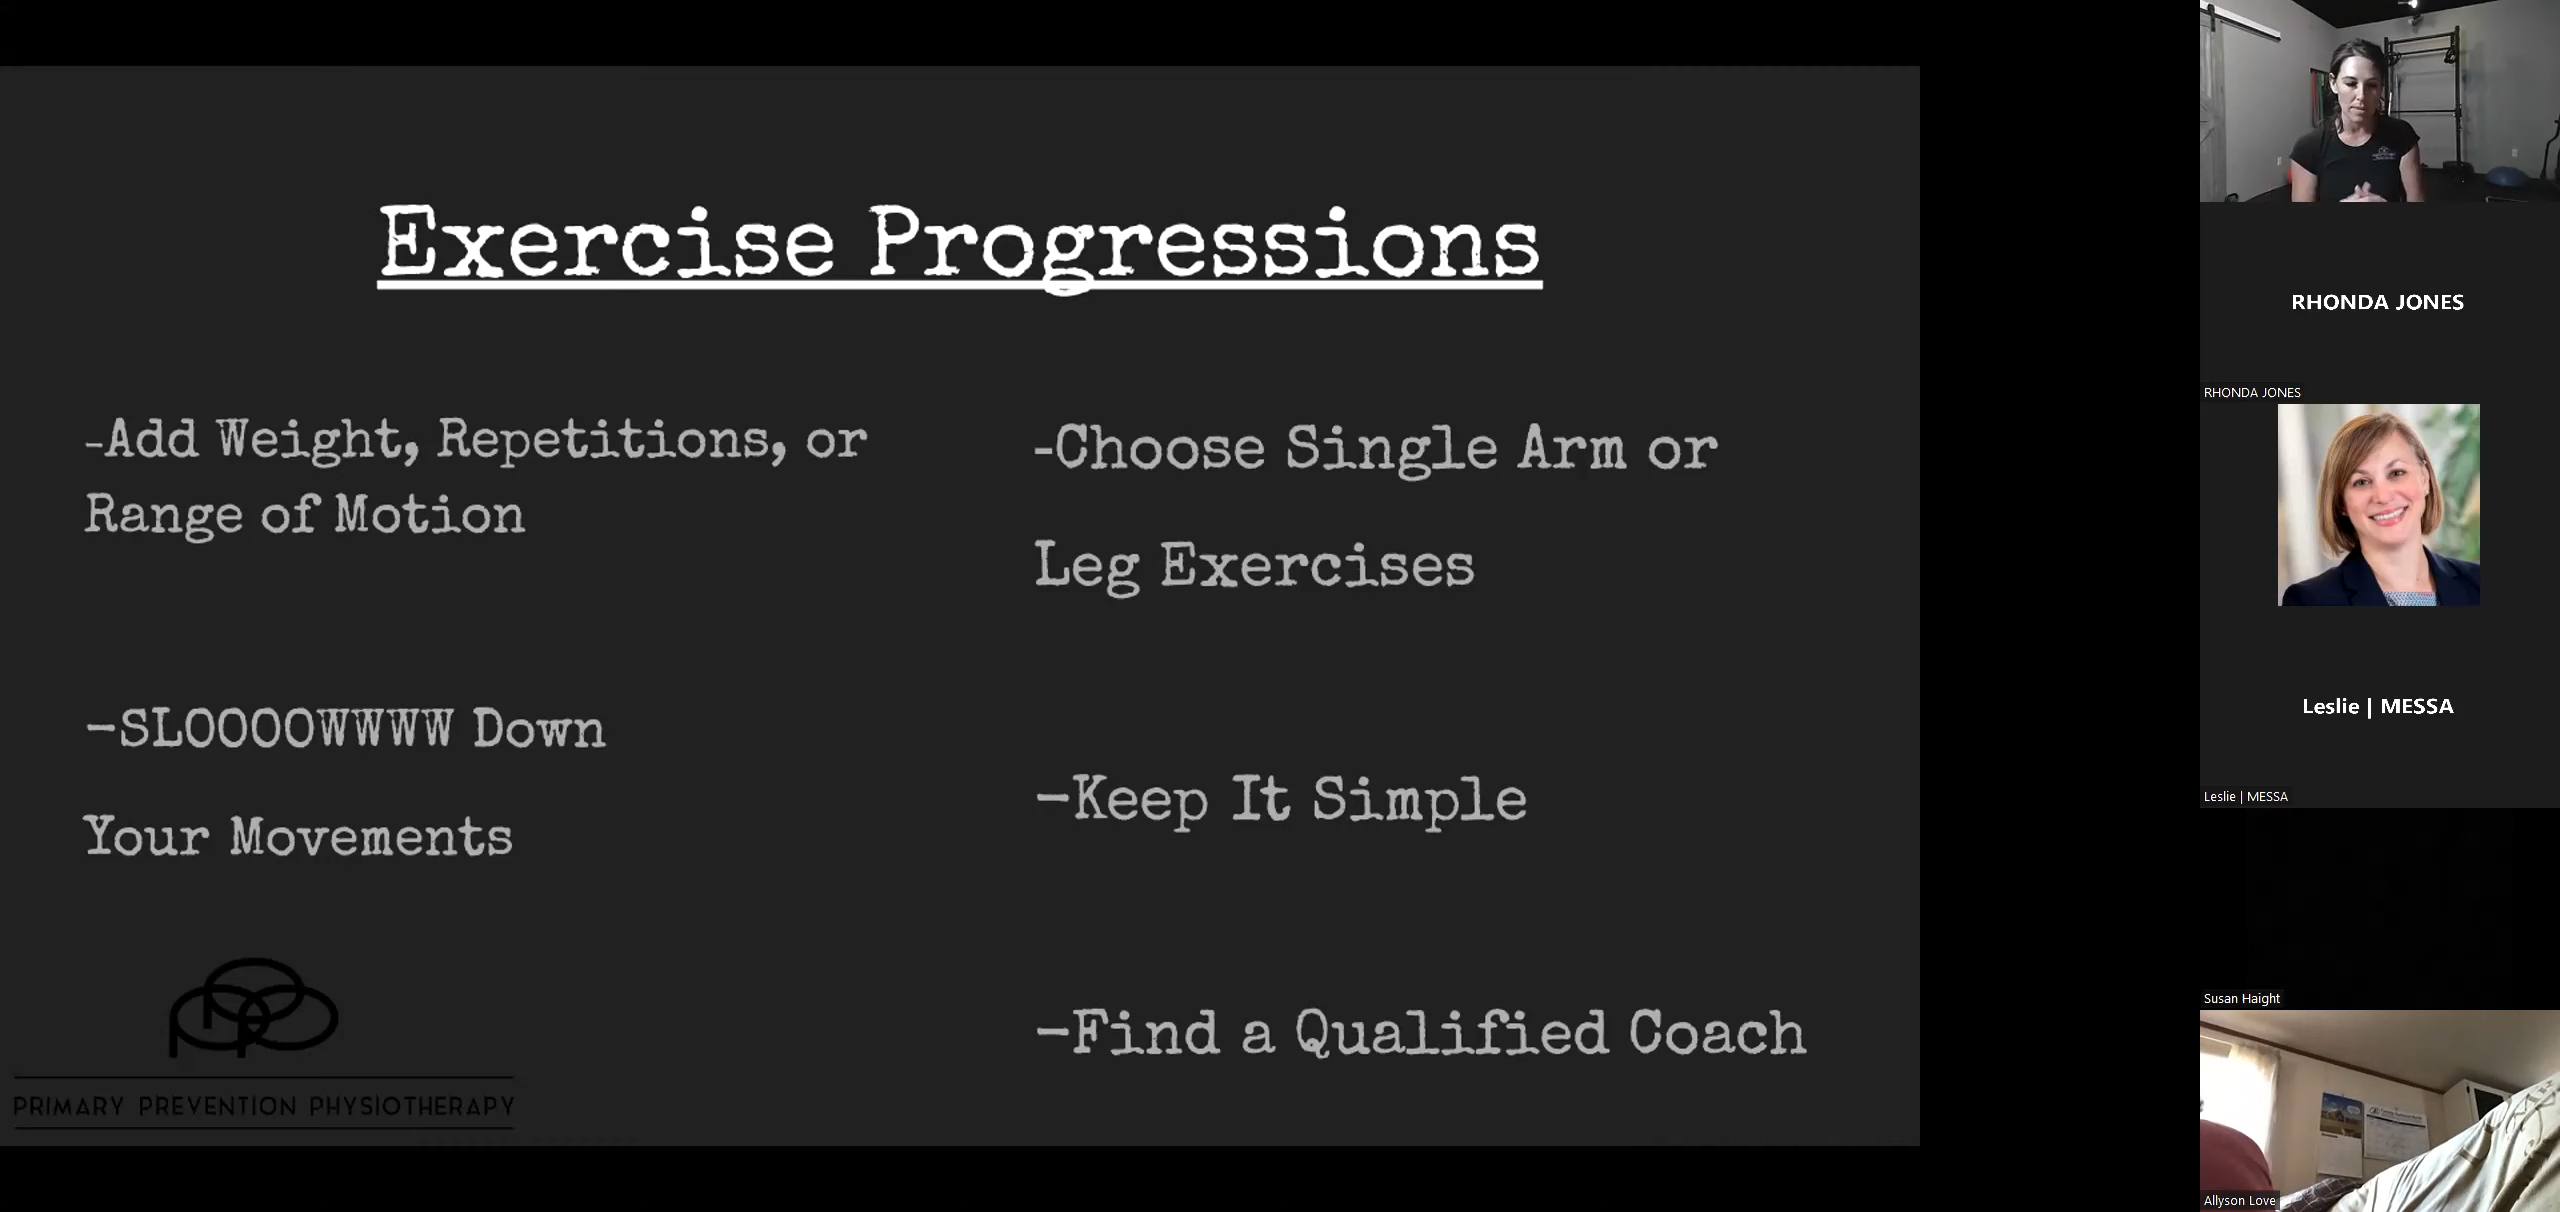 Exercise Progressions
-Add Weight, Repetitions, or
Range of Motion
-SLOOOOWWWW Down
Your Movements
-Choose Single Arm or
Leg Exercises
-Keep It Simple
-Find a Qualified Coach
PRIMARY PREVENTION PHYSIOTHERAPY
RHONDA JONES
RHONDA JONES
Leslie | MESSA
Leslie | MESSA
Susan Haight
Allyson Love